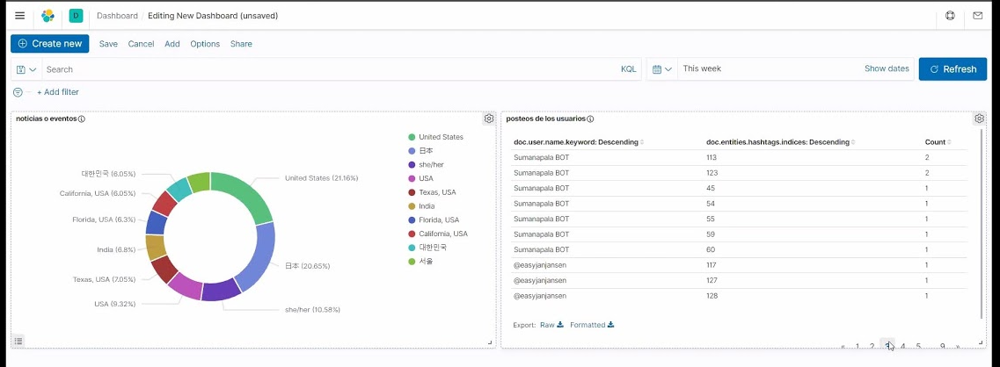 D Dashboard / Editing New Dashboard (unsaved)
Create new Save Cancel Add Options Share
Search KQL This week Show dates Refresh
+ Add filter
noticias o eventos
United States
日本
she/her
USA
Texas, USA
India
Florida, USA
California, USA
대한민국
서울
대한민국 (6.05%)
California, USA (6.05%)
Florida, USA (6.3%)
India (6.8%)
Texas, USA (7.05%)
USA (9.32%)
United States (21.16%)
日本 (20.65%)
she/her (10.58%)
posteos de los usuarios
doc.user.name.keyword: Descending doc.entities.hashtags.indices: Descending Count
Sumanapala BOT 113 2
Sumanapala BOT 123 2
Sumanapala BOT 45 1
Sumanapala BOT 54 1
Sumanapala BOT 55 1
Sumanapala BOT 59 1
Sumanapala BOT 60 1
@easyjanjansen 117 1
@easyjanjansen 127 1
@easyjanjansen 128 1
Export: Raw Formatted
« 1 2 3 4 5 ... 9 »